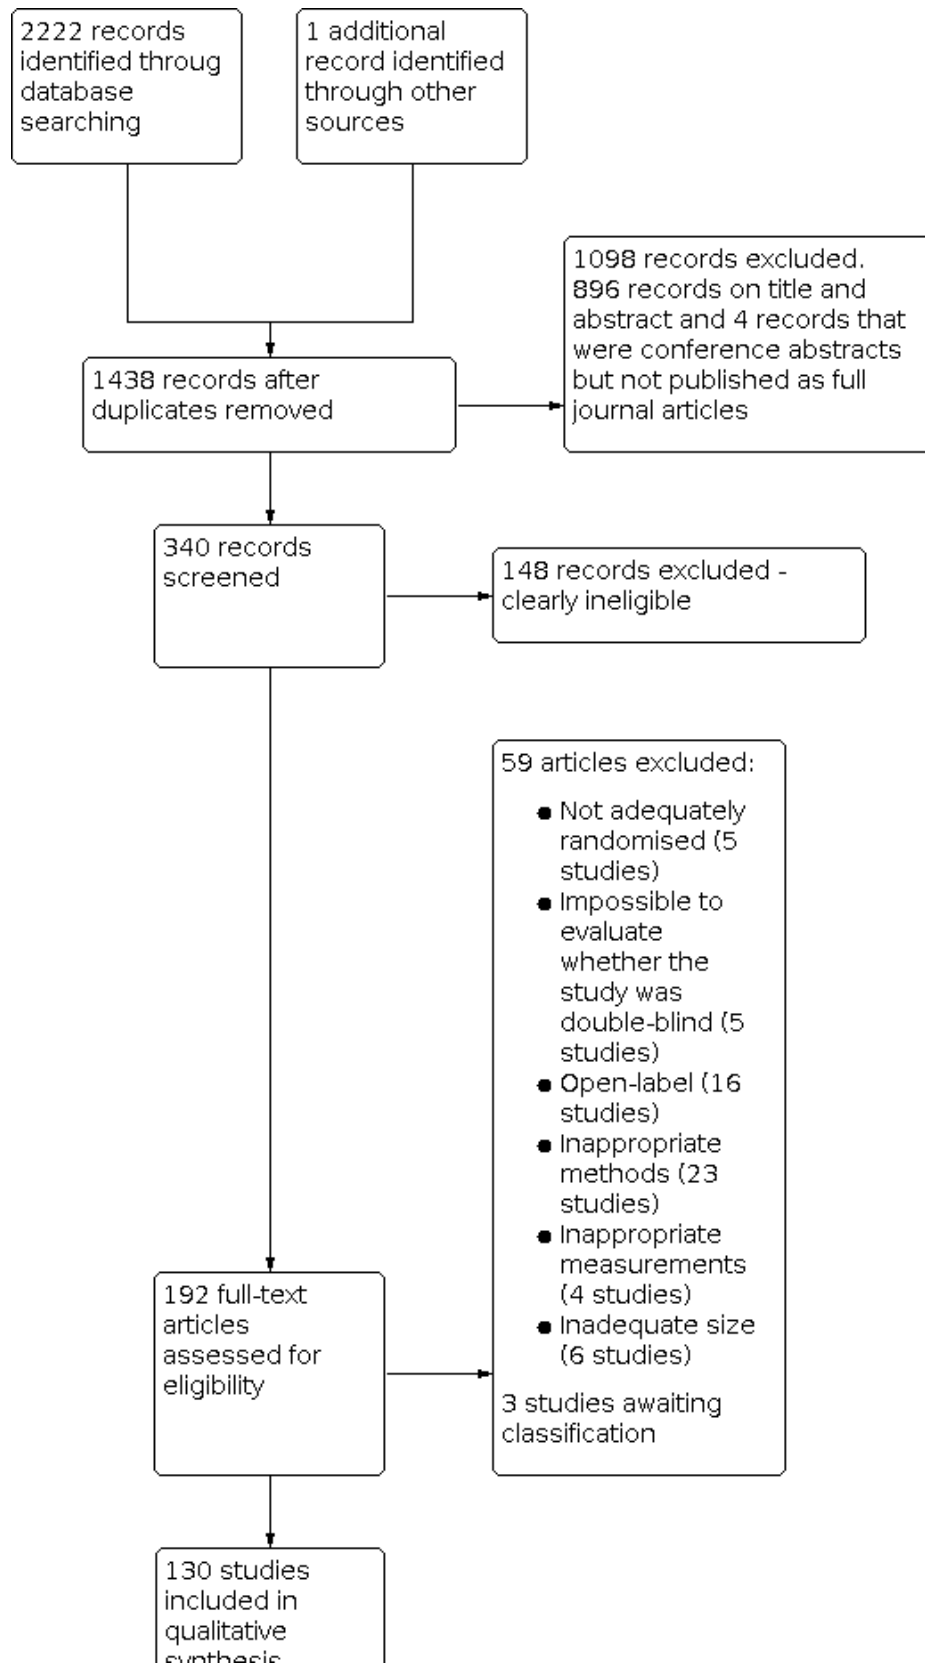 2222 records
identified throug
database
searching
1 additional
record identified
through other
sources
1098 records excluded.
896 records on title and
abstract and 4 records that
were conference abstracts
but not published as full
journal articles
1438 records after
duplicates removed
340 records
screened
148 records excluded -
clearly ineligible
59 articles excluded:
● Not adequately
randomised (5
studies)
● Impossible to
evaluate
whether the
study was
double-blind (5
studies)
● Open-label (16
studies)
● Inappropriate
methods (23
studies)
● Inappropriate
measurements
(4 studies)
● Inadequate size
(6 studies)
3 studies awaiting
classification
192 full-text
articles
assessed for
eligibility
130 studies
included in
qualitative
synthesis